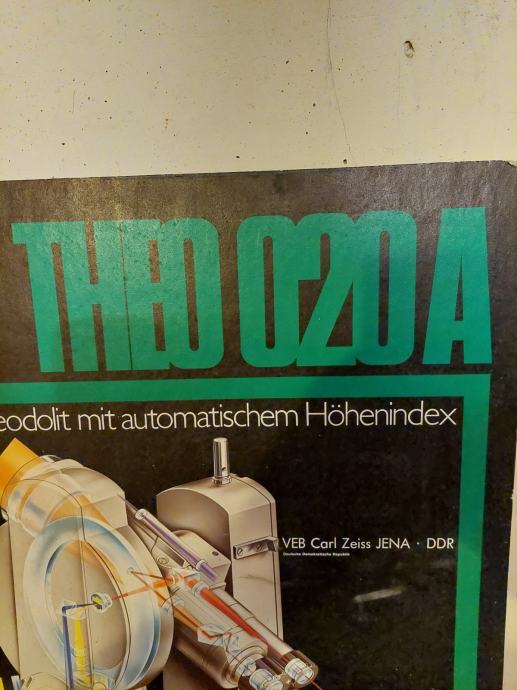 THEO 020 A
eodolit mit automatischem Höhenindex
VEB Carl Zeiss JENA · DDR
Deutsche Demokratische Republik